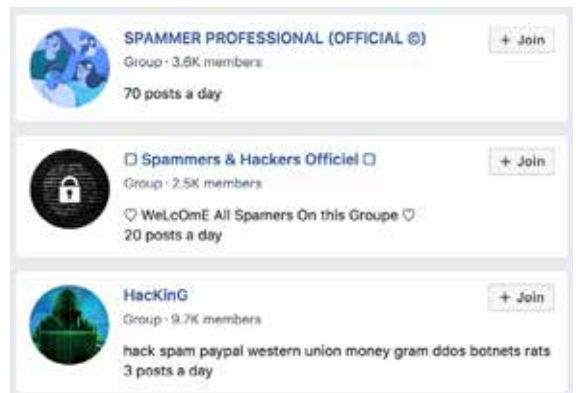 SPAMMER PROFESSIONAL (OFFICIAL ©)
+ Join
Group · 3.6K members
70 posts a day
□ Spammers & Hackers Officiel □
+ Join
Group · 2.5K members
♡ WeLcOmE All Spamers On this Groupe ♡
20 posts a day
HacKinG
+ Join
Group · 9.7K members
hack spam paypal western union money gram ddos botnets rats
3 posts a day